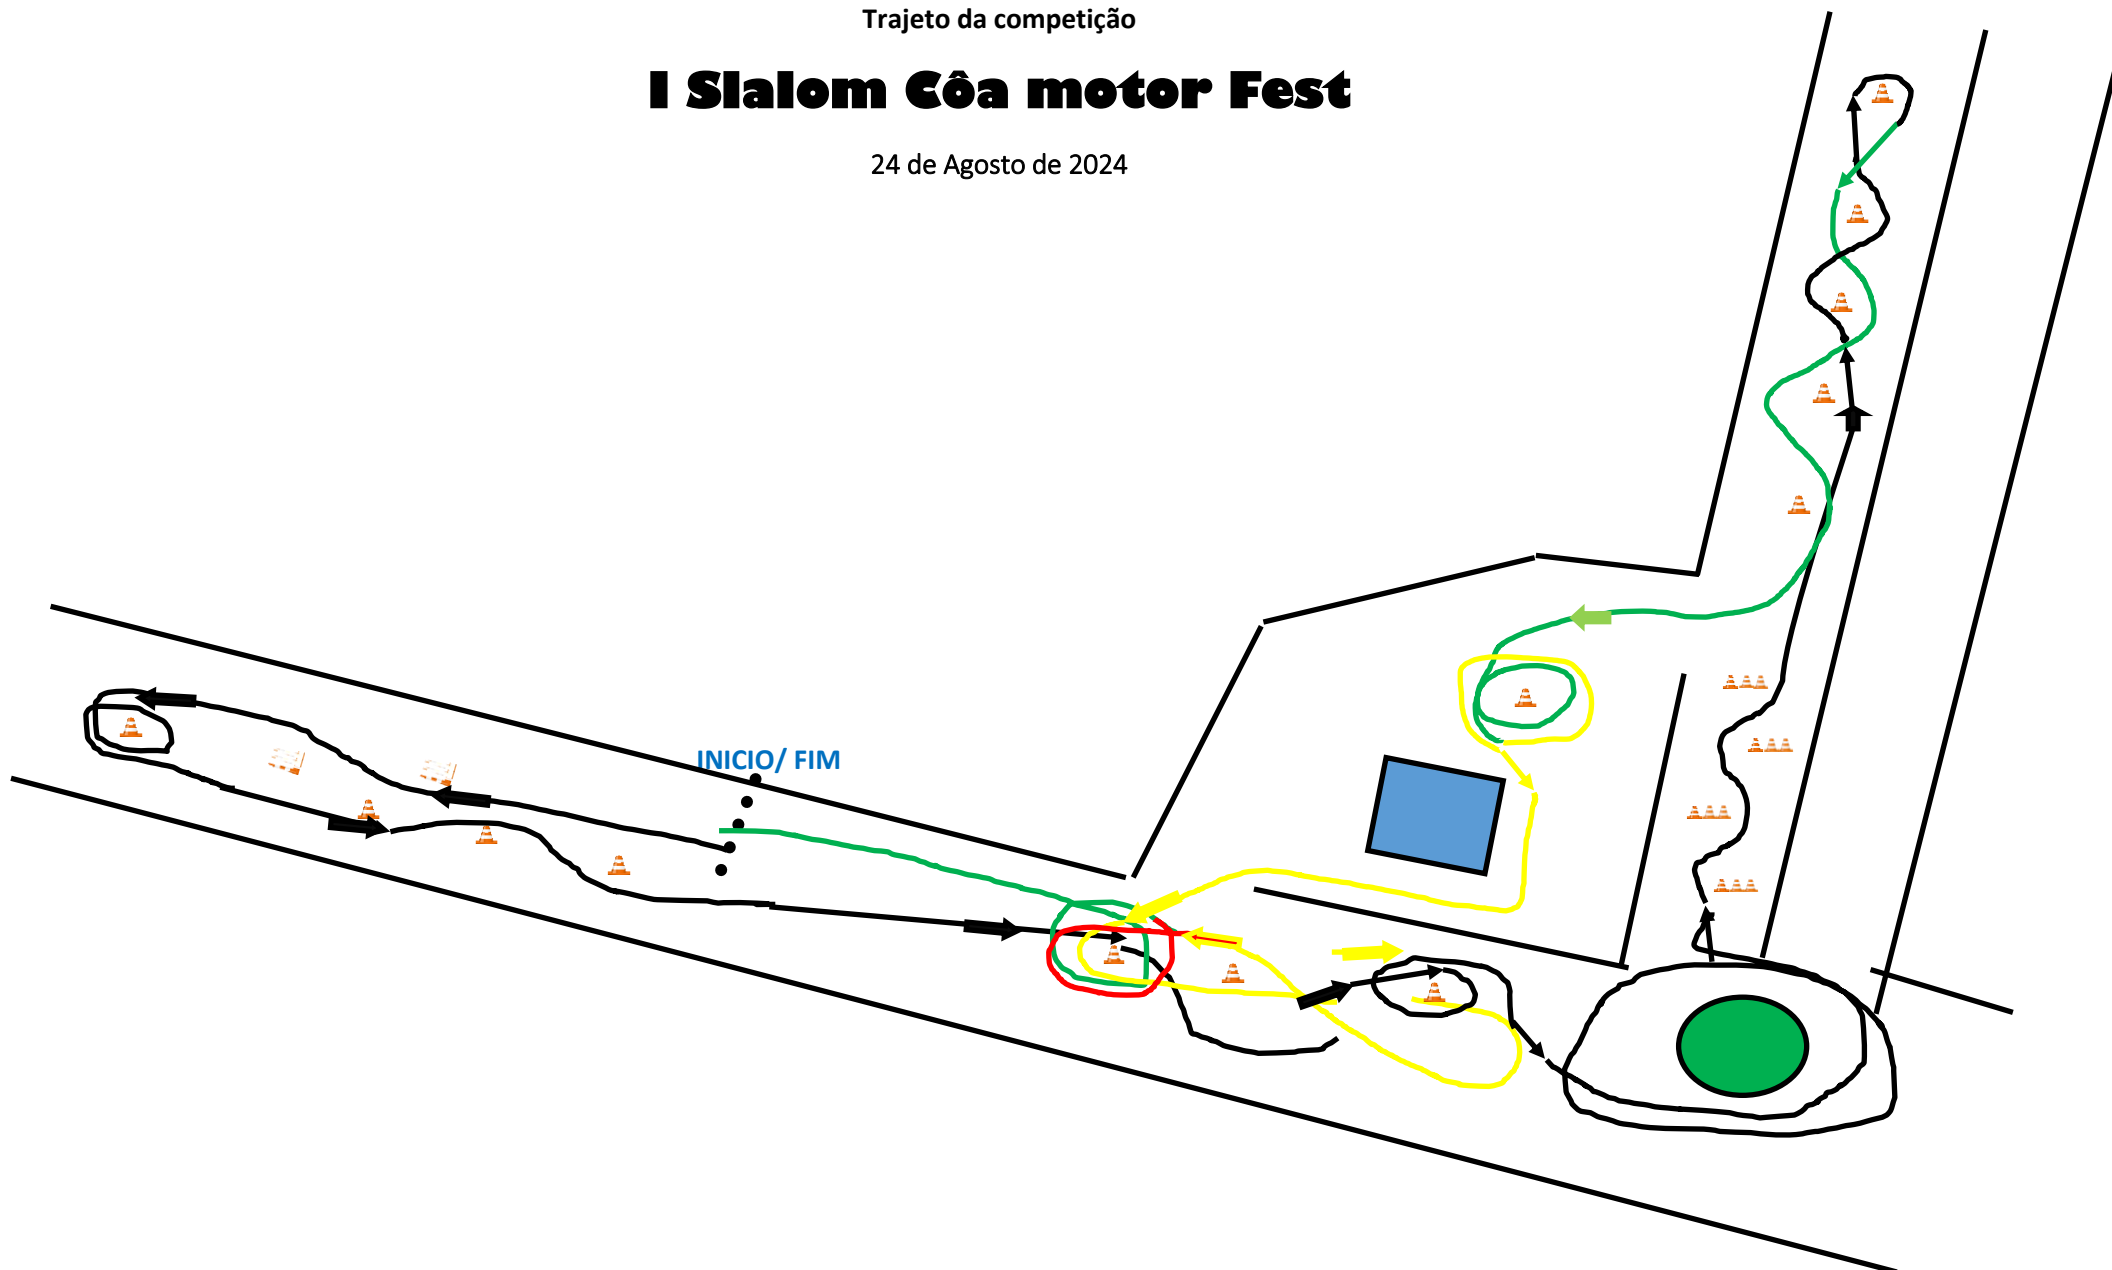 Trajeto da competição
I Slalom Côa motor Fest
24 de Agosto de 2024
INICIO/ FIM